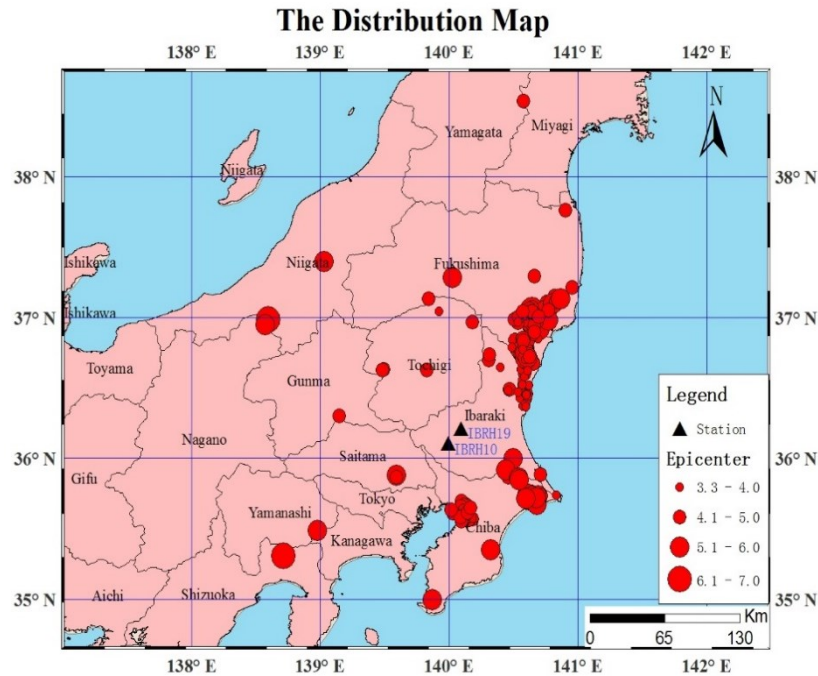 The Distribution Map
138° E 139° E 140° E 141° E 142° E
N
Yamagata Miyagi
38° N 38° N
Niigata
Ishikawa Niigata Fukushima
Ishikawa
37° N 37° N
Toyama Tochigi
Gunma
Legend
Station
Ibaraki
IBRH19
Nagano
IBRH10
Saitama
Epicenter
36° N 36° N
Gifu
3.3 - 4.0
Tokyo
Yamanashi
4.1 - 5.0
Chiba
Kanagawa
5.1 - 6.0
6.1 - 7.0
Aichi Shizuoka
35° N 35° N
Km
0 65 130
138° E 139° E 140° E 141° E 142° E